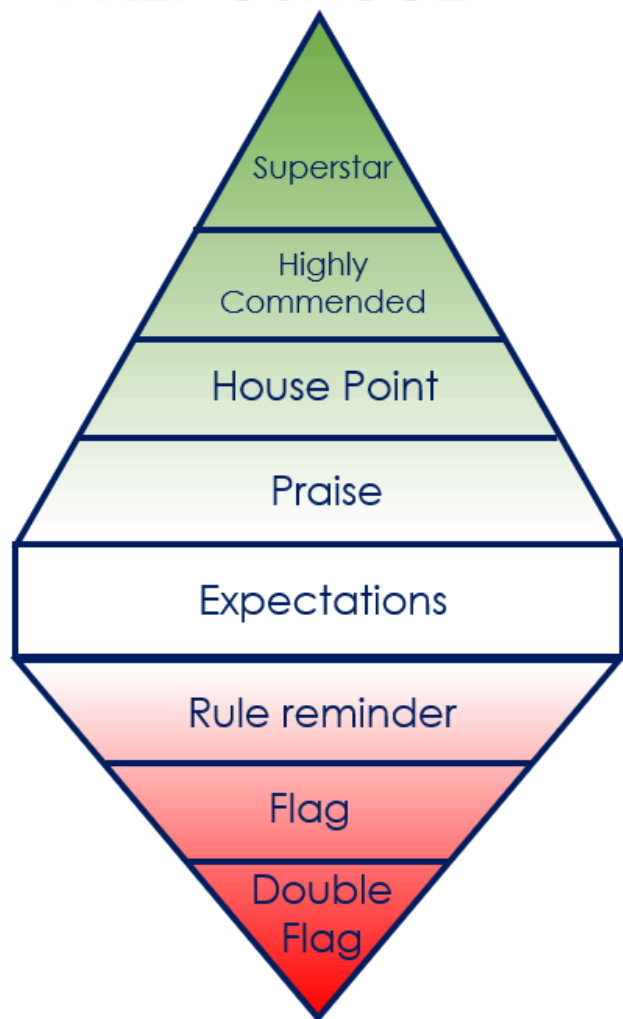 Superstar
Highly
Commended
House Point
Praise
Expectations
Rule reminder
Flag
Double
Flag